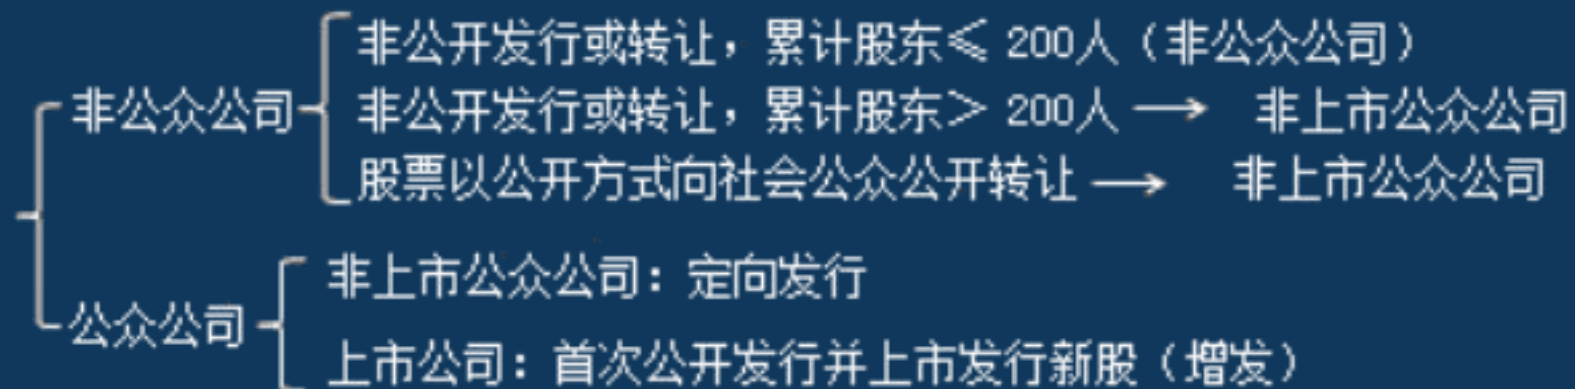 非公开发行或转让，累计股东≤ 200人（非公众公司）
非公众公司 非公开发行或转让，累计股东＞ 200人 → 非上市公众公司
股票以公开方式向社会公众公开转让 → 非上市公众公司
非上市公众公司：定向发行
公众公司
上市公司：首次公开发行并上市发行新股（增发）